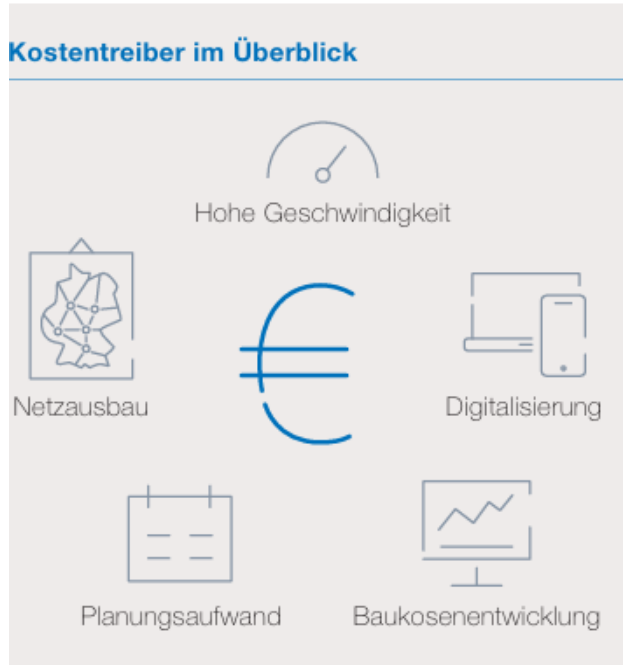 Kostentreiber im Überblick
Hohe Geschwindigkeit
Netzausbau
Digitalisierung
Planungsaufwand
Baukosenentwicklung